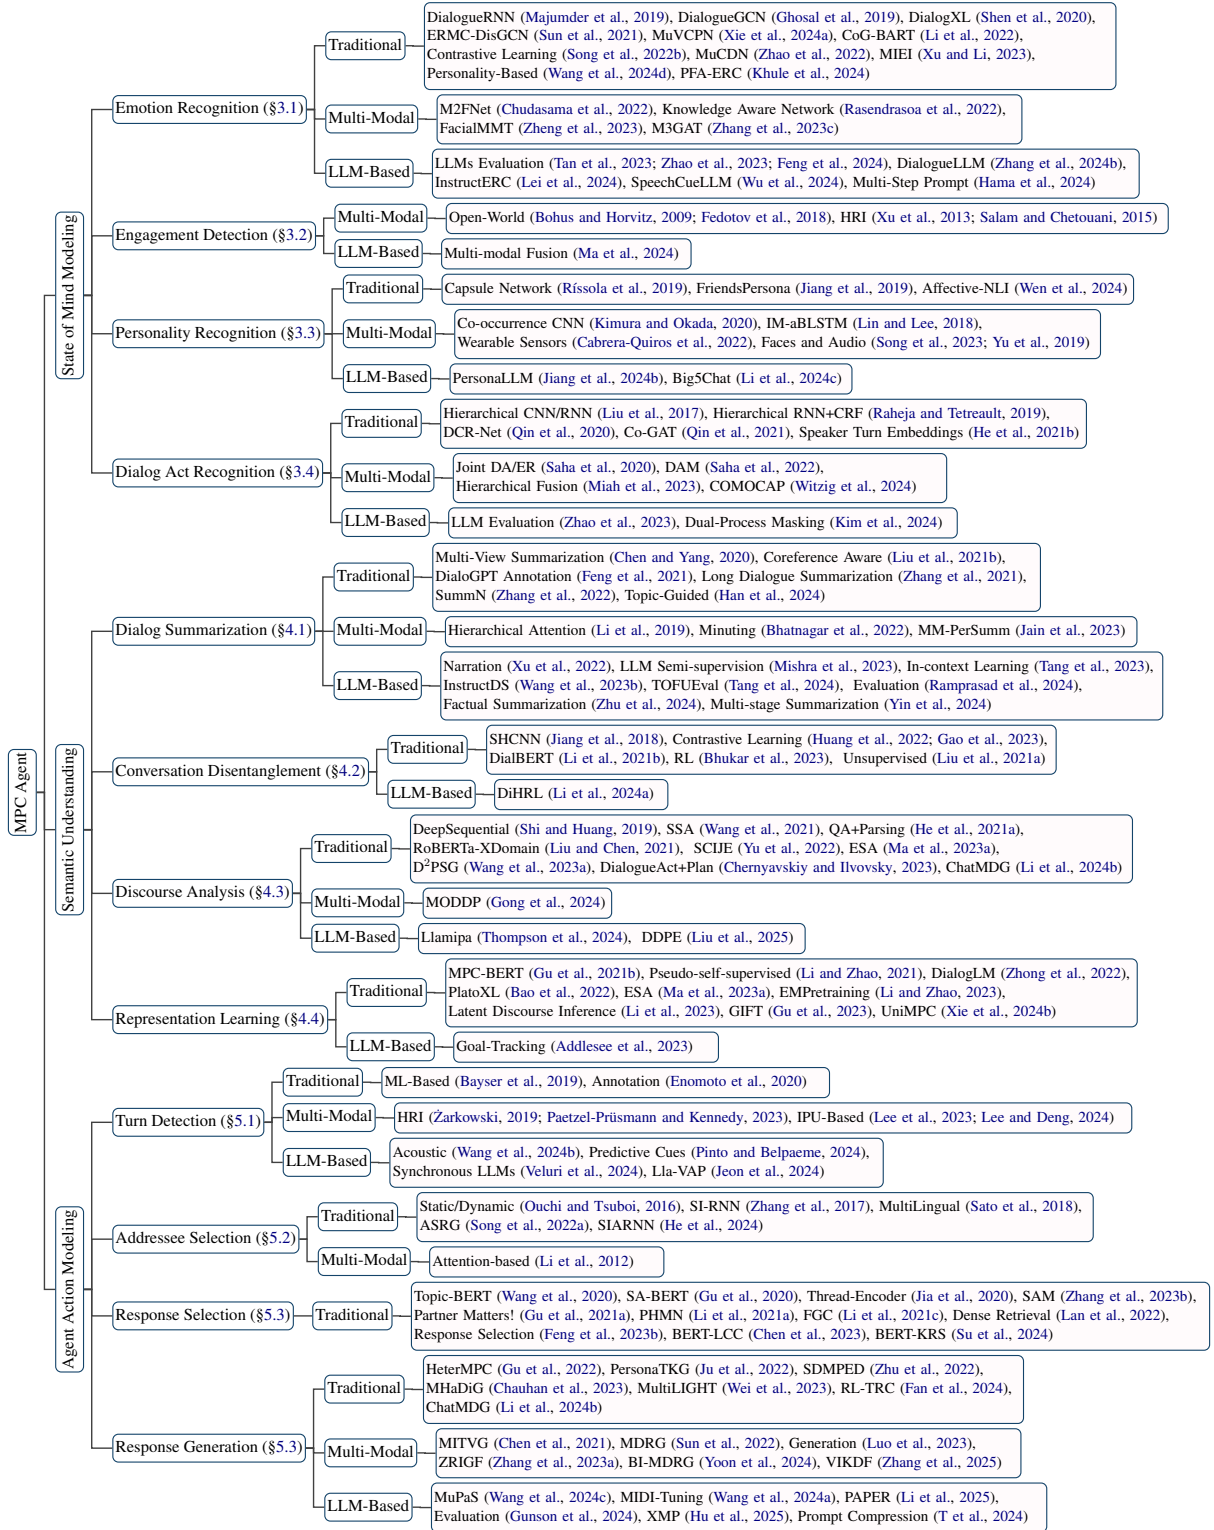 MPC Agent
State of Mind Modeling
Emotion Recognition (§3.1)
Traditional
DialogueRNN (Majumder et al., 2019), DialogueGCN (Ghosal et al., 2019), DialogXL (Shen et al., 2020),
ERMC-DisGCN (Sun et al., 2021), MuVCPN (Xie et al., 2024a), CoG-BART (Li et al., 2022),
Contrastive Learning (Song et al., 2022b), MuCDN (Zhao et al., 2022), MIEI (Xu and Li, 2023),
Personality-Based (Wang et al., 2024d), PFA-ERC (Khule et al., 2024)
Multi-Modal
M2FNet (Chudasama et al., 2022), Knowledge Aware Network (Rasendrasoa et al., 2022),
FacialMMT (Zheng et al., 2023), M3GAT (Zhang et al., 2023c)
LLM-Based
LLMs Evaluation (Tan et al., 2023; Zhao et al., 2023; Feng et al., 2024), DialogueLLM (Zhang et al., 2024b),
InstructERC (Lei et al., 2024), SpeechCueLLM (Wu et al., 2024), Multi-Step Prompt (Hama et al., 2024)
Engagement Detection (§3.2)
Multi-Modal
Open-World (Bohus and Horvitz, 2009; Fedotov et al., 2018), HRI (Xu et al., 2013; Salam and Chetouani, 2015)
LLM-Based
Multi-modal Fusion (Ma et al., 2024)
Personality Recognition (§3.3)
Traditional
Capsule Network (Ríssola et al., 2019), FriendsPersona (Jiang et al., 2019), Affective-NLI (Wen et al., 2024)
Multi-Modal
Co-occurrence CNN (Kimura and Okada, 2020), IM-aBLSTM (Lin and Lee, 2018),
Wearable Sensors (Cabrera-Quiros et al., 2022), Faces and Audio (Song et al., 2023; Yu et al., 2019)
LLM-Based
PersonaLLM (Jiang et al., 2024b), Big5Chat (Li et al., 2024c)
Dialog Act Recognition (§3.4)
Traditional
Hierarchical CNN/RNN (Liu et al., 2017), Hierarchical RNN+CRF (Raheja and Tetreault, 2019),
DCR-Net (Qin et al., 2020), Co-GAT (Qin et al., 2021), Speaker Turn Embeddings (He et al., 2021b)
Multi-Modal
Joint DA/ER (Saha et al., 2020), DAM (Saha et al., 2022),
Hierarchical Fusion (Miah et al., 2023), COMOCAP (Witzig et al., 2024)
LLM-Based
LLM Evaluation (Zhao et al., 2023), Dual-Process Masking (Kim et al., 2024)
Semantic Understanding
Dialog Summarization (§4.1)
Traditional
Multi-View Summarization (Chen and Yang, 2020), Coreference Aware (Liu et al., 2021b),
DialoGPT Annotation (Feng et al., 2021), Long Dialogue Summarization (Zhang et al., 2021),
SummN (Zhang et al., 2022), Topic-Guided (Han et al., 2024)
Multi-Modal
Hierarchical Attention (Li et al., 2019), Minuting (Bhatnagar et al., 2022), MM-PerSumm (Jain et al., 2023)
LLM-Based
Narration (Xu et al., 2022), LLM Semi-supervision (Mishra et al., 2023), In-context Learning (Tang et al., 2023),
InstructDS (Wang et al., 2023b), TOFUEval (Tang et al., 2024), Evaluation (Ramprasad et al., 2024),
Factual Summarization (Zhu et al., 2024), Multi-stage Summarization (Yin et al., 2024)
Conversation Disentanglement (§4.2)
Traditional
SHCNN (Jiang et al., 2018), Contrastive Learning (Huang et al., 2022; Gao et al., 2023),
DialBERT (Li et al., 2021b), RL (Bhukar et al., 2023), Unsupervised (Liu et al., 2021a)
LLM-Based
DiHRL (Li et al., 2024a)
Discourse Analysis (§4.3)
Traditional
DeepSequential (Shi and Huang, 2019), SSA (Wang et al., 2021), QA+Parsing (He et al., 2021a),
RoBERTa-XDomain (Liu and Chen, 2021), SCIJE (Yu et al., 2022), ESA (Ma et al., 2023a),
D²PSG (Wang et al., 2023a), DialogueAct+Plan (Chernyavskiy and Ilvovsky, 2023), ChatMDG (Li et al., 2024b)
Multi-Modal
MODDP (Gong et al., 2024)
LLM-Based
Llamipa (Thompson et al., 2024), DDPE (Liu et al., 2025)
Representation Learning (§4.4)
Traditional
MPC-BERT (Gu et al., 2021b), Pseudo-self-supervised (Li and Zhao, 2021), DialogLM (Zhong et al., 2022),
PlatoXL (Bao et al., 2022), ESA (Ma et al., 2023a), EMPretraining (Li and Zhao, 2023),
Latent Discourse Inference (Li et al., 2023), GIFT (Gu et al., 2023), UniMPC (Xie et al., 2024b)
LLM-Based
Goal-Tracking (Addlesee et al., 2023)
Agent Action Modeling
Turn Detection (§5.1)
Traditional
ML-Based (Bayser et al., 2019), Annotation (Enomoto et al., 2020)
Multi-Modal
HRI (Żarkowski, 2019; Paetzel-Prüsmann and Kennedy, 2023), IPU-Based (Lee et al., 2023; Lee and Deng, 2024)
LLM-Based
Acoustic (Wang et al., 2024b), Predictive Cues (Pinto and Belpaeme, 2024),
Synchronous LLMs (Veluri et al., 2024), Lla-VAP (Jeon et al., 2024)
Addressee Selection (§5.2)
Traditional
Static/Dynamic (Ouchi and Tsuboi, 2016), SI-RNN (Zhang et al., 2017), MultiLingual (Sato et al., 2018),
ASRG (Song et al., 2022a), SIARNN (He et al., 2024)
Multi-Modal
Attention-based (Li et al., 2012)
Response Selection (§5.3)
Traditional
Topic-BERT (Wang et al., 2020), SA-BERT (Gu et al., 2020), Thread-Encoder (Jia et al., 2020), SAM (Zhang et al., 2023b),
Partner Matters! (Gu et al., 2021a), PHMN (Li et al., 2021a), FGC (Li et al., 2021c), Dense Retrieval (Lan et al., 2022),
Response Selection (Feng et al., 2023b), BERT-LCC (Chen et al., 2023), BERT-KRS (Su et al., 2024)
Response Generation (§5.3)
Traditional
HeterMPC (Gu et al., 2022), PersonaTKG (Ju et al., 2022), SDMPED (Zhu et al., 2022),
MHaDiG (Chauhan et al., 2023), MultiLIGHT (Wei et al., 2023), RL-TRC (Fan et al., 2024),
ChatMDG (Li et al., 2024b)
Multi-Modal
MITVG (Chen et al., 2021), MDRG (Sun et al., 2022), Generation (Luo et al., 2023),
ZRIGF (Zhang et al., 2023a), BI-MDRG (Yoon et al., 2024), VIKDF (Zhang et al., 2025)
LLM-Based
MuPaS (Wang et al., 2024c), MIDI-Tuning (Wang et al., 2024a), PAPER (Li et al., 2025),
Evaluation (Gunson et al., 2024), XMP (Hu et al., 2025), Prompt Compression (T et al., 2024)